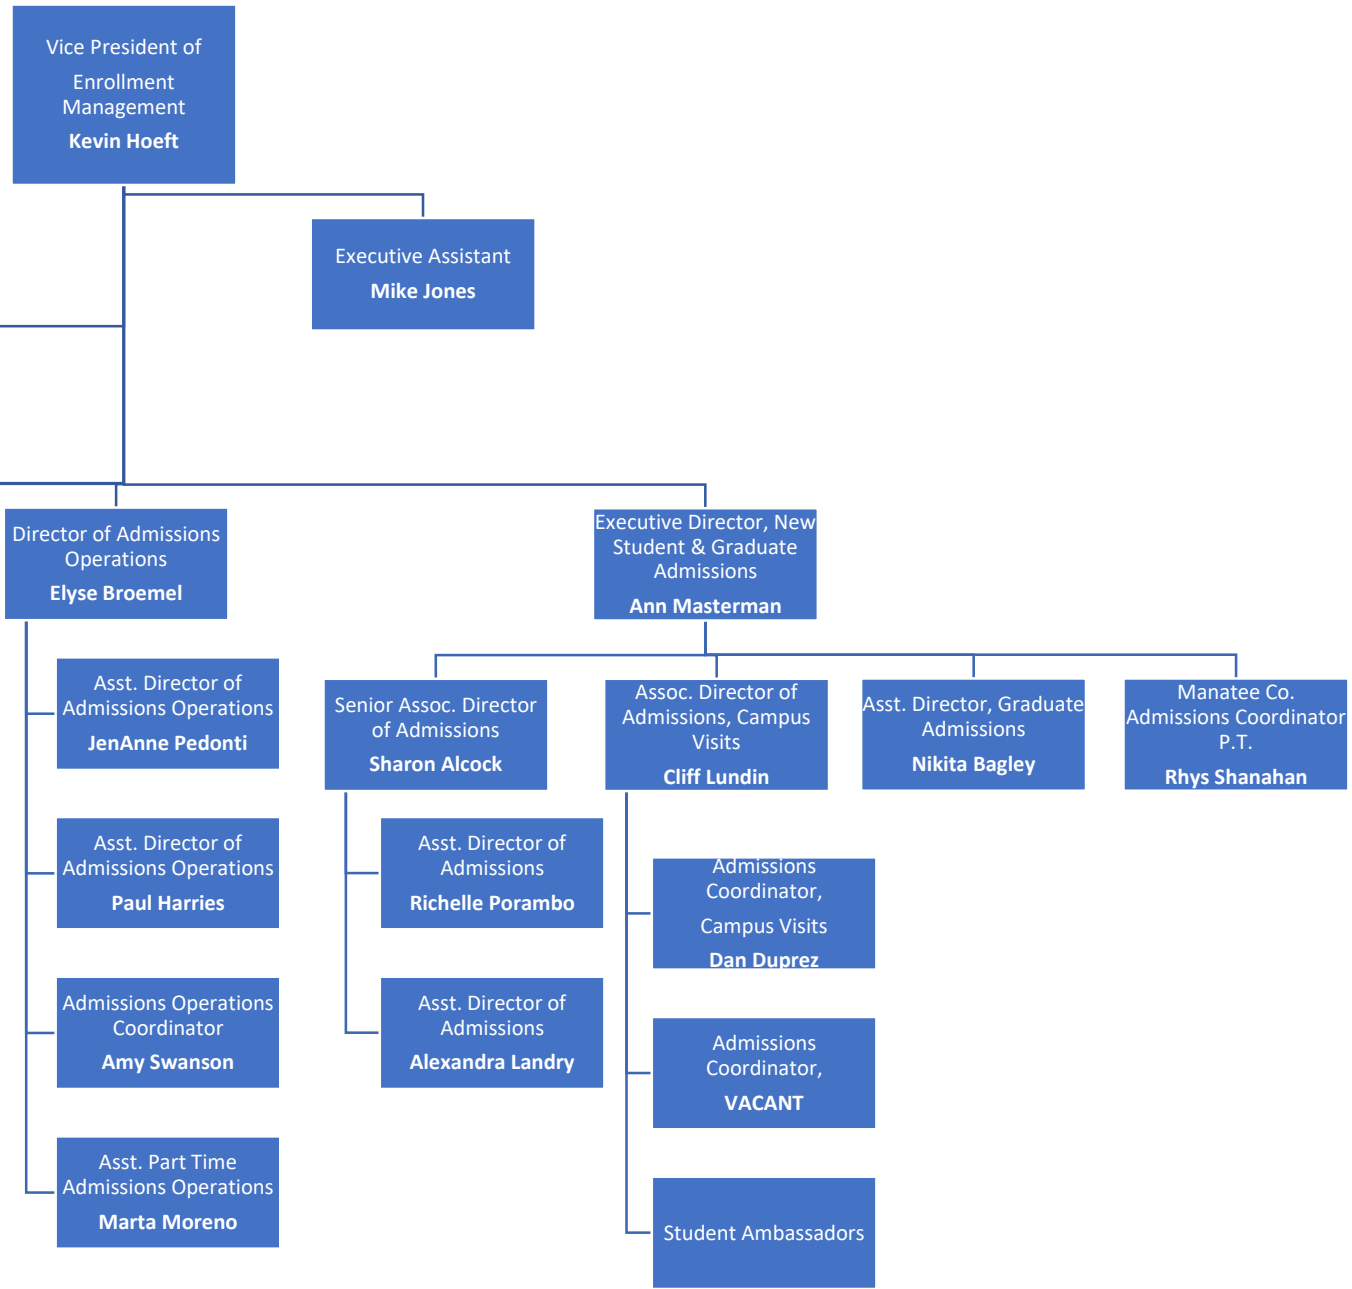 Vice President of
Enrollment
Management
Kevin Hoeft
Executive Assistant
Mike Jones
Director of Admissions
Operations
Elyse Broemel
Executive Director, New
Student & Graduate
Admissions
Ann Masterman
Asst. Director of
Admissions Operations
JenAnne Pedonti
Senior Assoc. Director
of Admissions
Sharon Alcock
Assoc. Director of
Admissions, Campus
Visits
Cliff Lundin
Asst. Director, Graduate
Admissions
Nikita Bagley
Manatee Co.
Admissions Coordinator
P.T.
Rhys Shanahan
Asst. Director of
Admissions Operations
Paul Harries
Asst. Director of
Admissions
Richelle Porambo
Admissions
Coordinator,
Campus Visits
Dan Duprez
Admissions Operations
Coordinator
Amy Swanson
Asst. Director of
Admissions
Alexandra Landry
Admissions
Coordinator,
VACANT
Asst. Part Time
Admissions Operations
Marta Moreno
Student Ambassadors